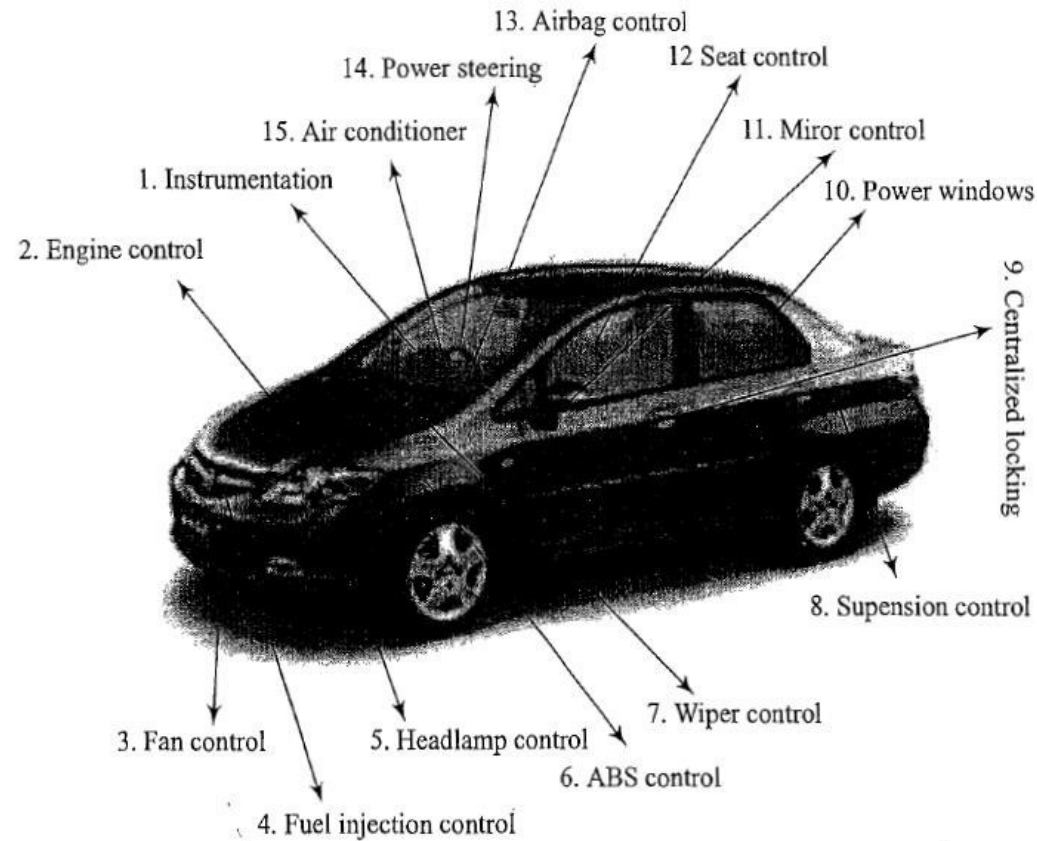 13. Airbag control
14. Power steering
12 Seat control
15. Air conditioner
11. Miror control
1. Instrumentation
10. Power windows
2. Engine control
9. Centralized locking
8. Supension control
7. Wiper control
3. Fan control
5. Headlamp control
6. ABS control
4. Fuel injection control